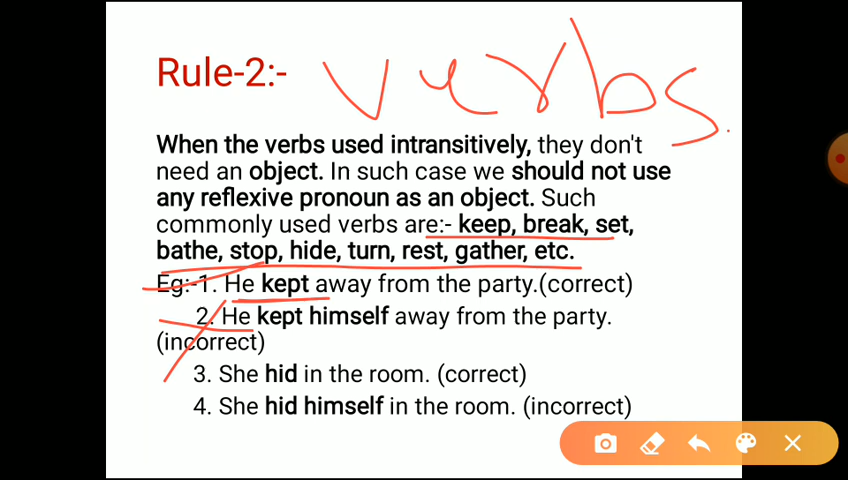 Rule-2:- verbs.
When the verbs used intransitively, they don't
need an object. In such case we should not use
any reflexive pronoun as an object. Such
commonly used verbs are:- keep, break, set,
bathe, stop, hide, turn, rest, gather, etc.
Eg:-1. He kept away from the party.(correct)
2. He kept himself away from the party.
(incorrect)
3. She hid in the room. (correct)
4. She hid himself in the room. (incorrect)